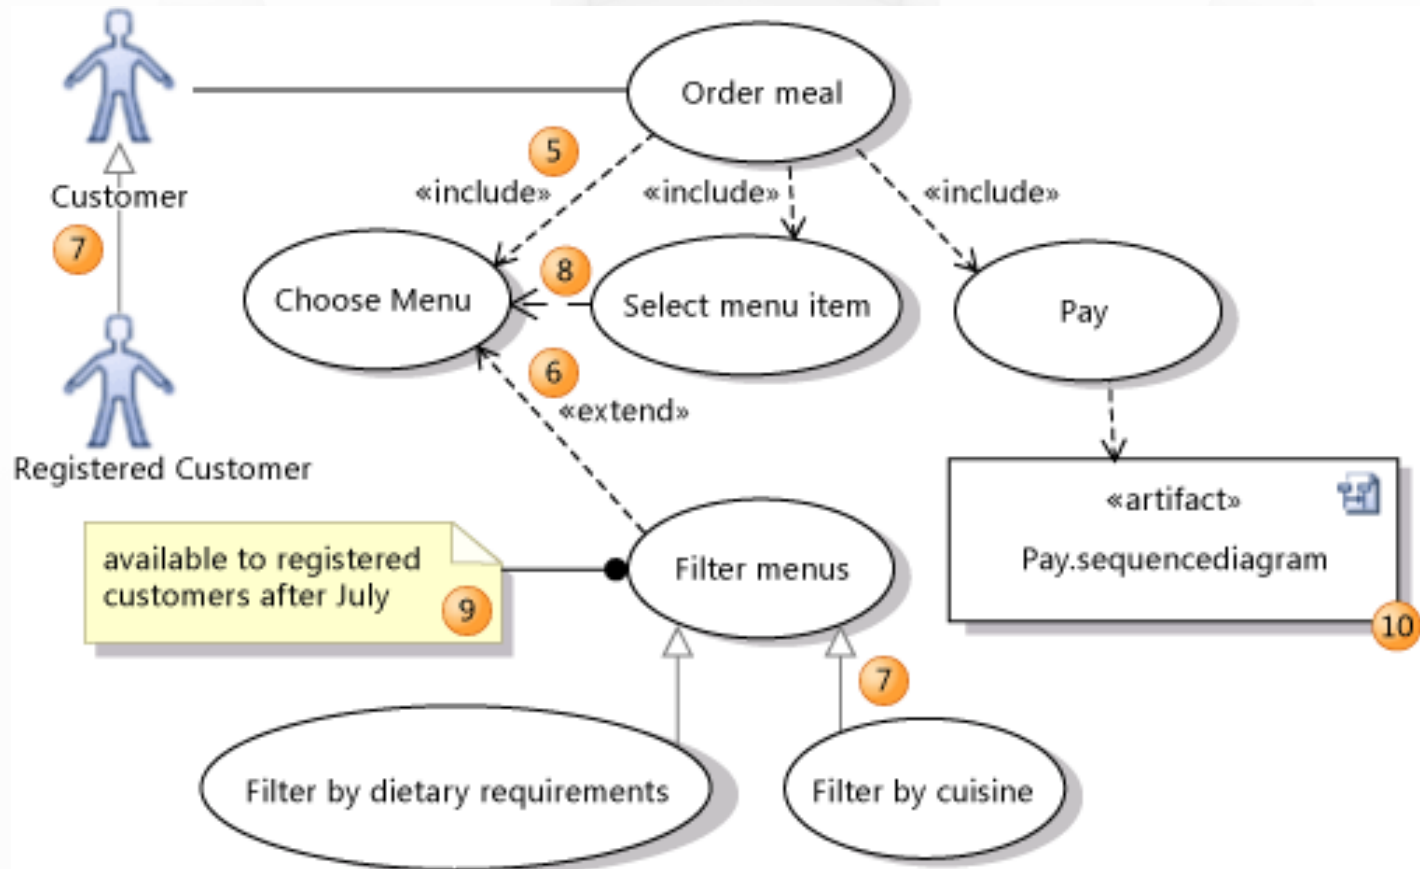 Order meal
5
«include»
«include»
«include»
Customer
7
8
Choose Menu
Select menu item
Pay
6
«extend»
Registered Customer
«artifact»
Pay.sequencediagram
available to registered
customers after July
9
Filter menus
10
7
Filter by dietary requirements
Filter by cuisine